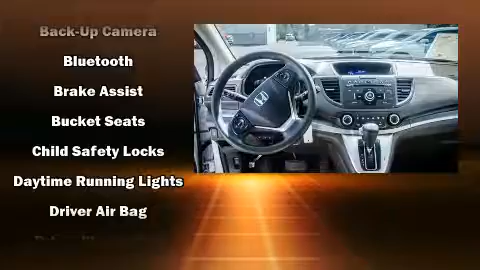 Back-Up Camera
Bluetooth
Brake Assist
Bucket Seats
Child Safety Locks
Daytime Running Lights
Driver Air Bag